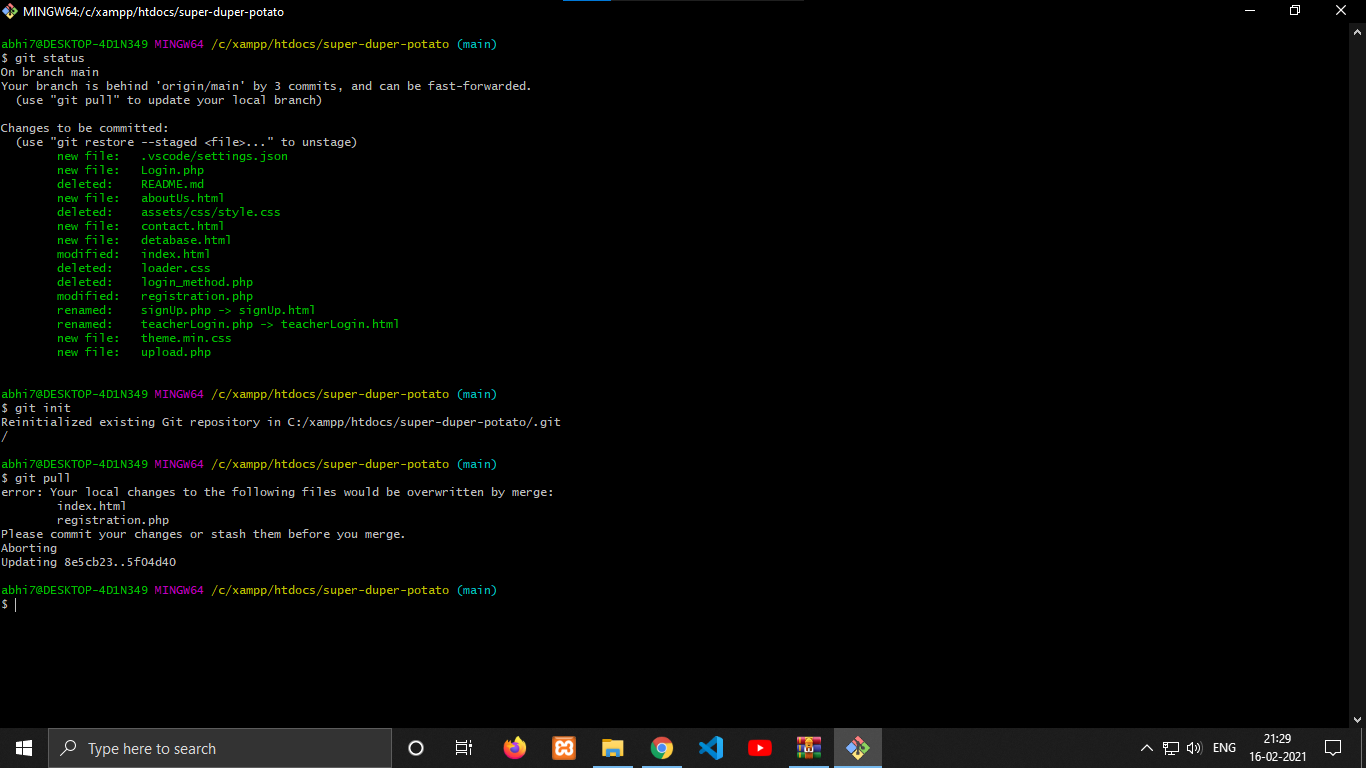 MINGW64:/c/xampp/htdocs/super-duper-potato
abhi7@DESKTOP-4D1N349 MINGW64 /c/xampp/htdocs/super-duper-potato (main)
$ git status
On branch main
Your branch is behind 'origin/main' by 3 commits, and can be fast-forwarded.
  (use "git pull" to update your local branch)

Changes to be committed:
  (use "git restore --staged <file>..." to unstage)
        new file:   .vscode/settings.json
        new file:   Login.php
        deleted:    README.md
        new file:   aboutUs.html
        deleted:    assets/css/style.css
        new file:   contact.html
        new file:   detabase.html
        modified:   index.html
        deleted:    loader.css
        deleted:    login_method.php
        modified:   registration.php
        renamed:    signUp.php -> signUp.html
        renamed:    teacherLogin.php -> teacherLogin.html
        new file:   theme.min.css
        new file:   upload.php

abhi7@DESKTOP-4D1N349 MINGW64 /c/xampp/htdocs/super-duper-potato (main)
$ git init
Reinitialized existing Git repository in C:/xampp/htdocs/super-duper-potato/.git
/

abhi7@DESKTOP-4D1N349 MINGW64 /c/xampp/htdocs/super-duper-potato (main)
$ git pull
error: Your local changes to the following files would be overwritten by merge:
        index.html
        registration.php
Please commit your changes or stash them before you merge.
Aborting
Updating 8e5cb23..5f04d40

abhi7@DESKTOP-4D1N349 MINGW64 /c/xampp/htdocs/super-duper-potato (main)
$
Type here to search
ENG
21:29
16-02-2021